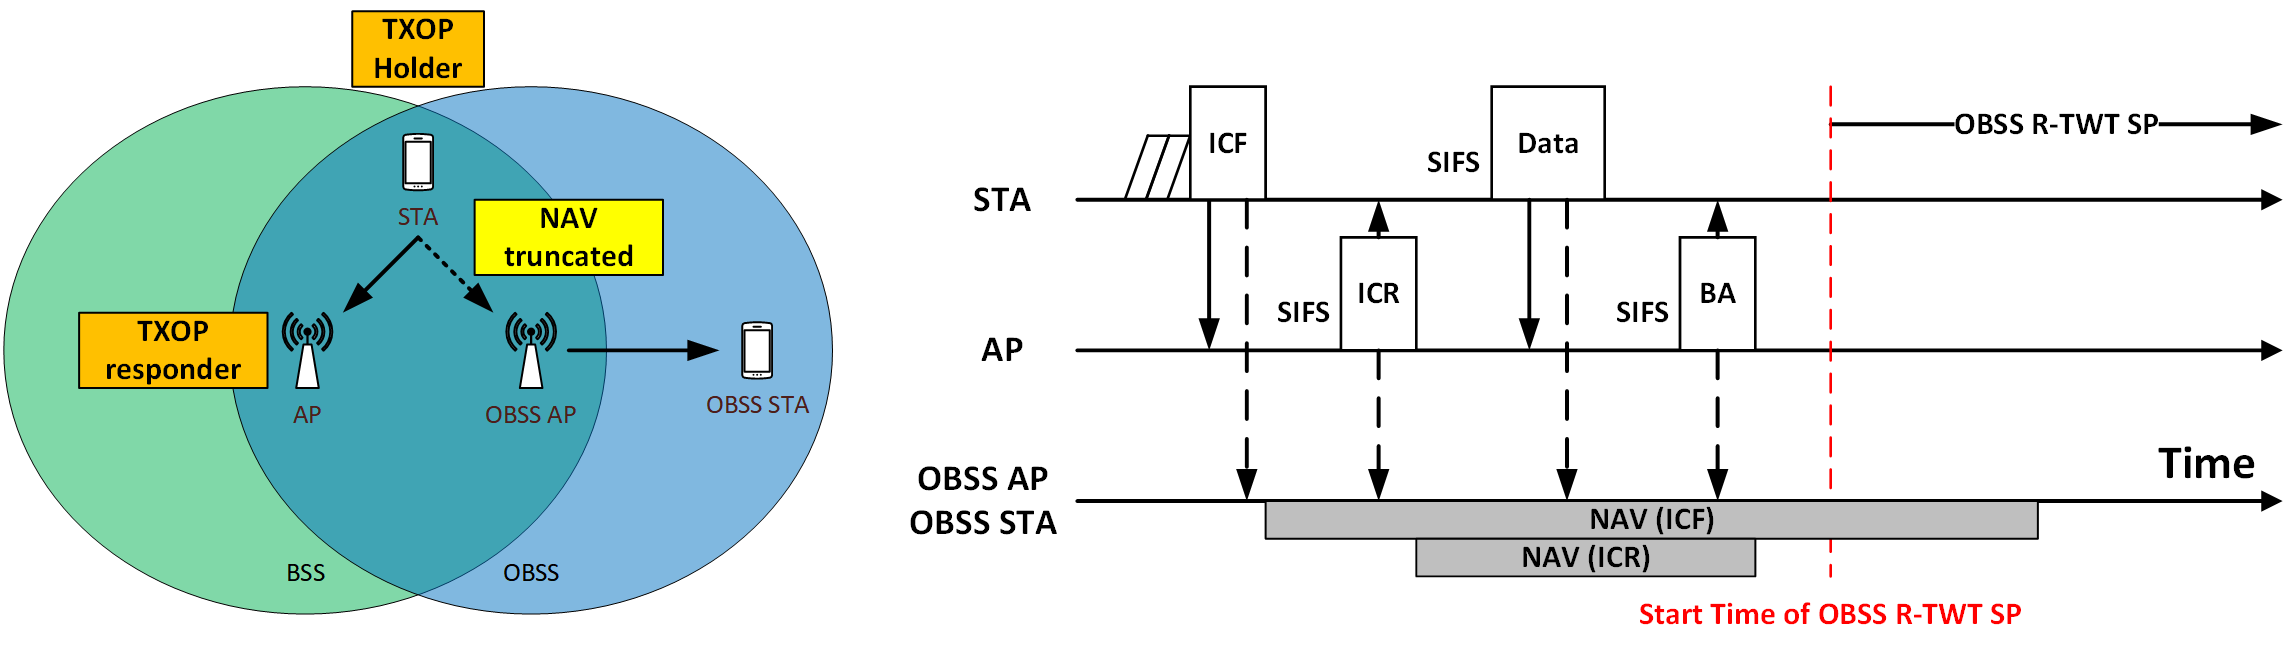 TXOP
Holder
STA
NAV
truncated
TXOP
responder
AP
OBSS AP
OBSS STA
BSS
OBSS
ICF
SIFS
Data
OBSS R-TWT SP
STA
SIFS
ICR
SIFS
BA
AP
Time
OBSS AP
OBSS STA
NAV (ICF)
NAV (ICR)
Start Time of OBSS R-TWT SP